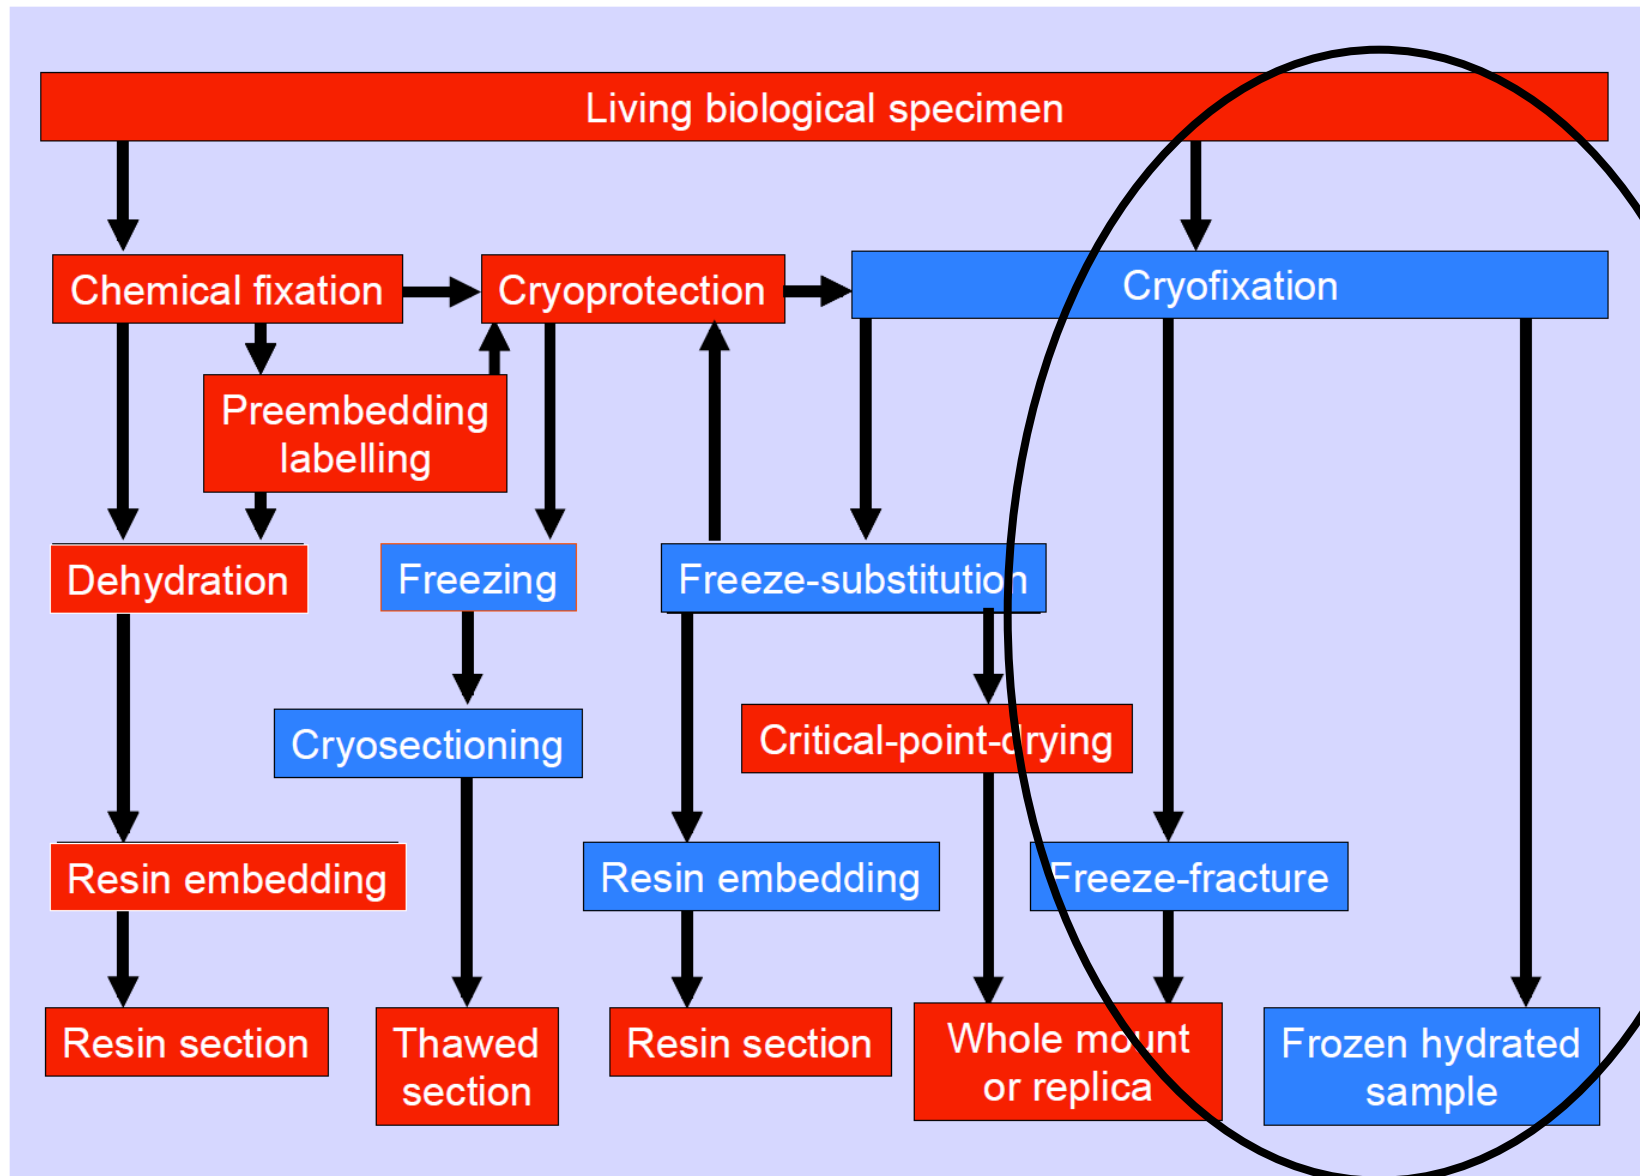 Living biological specimen
Chemical fixation
Cryoprotection
Cryofixation
Preembedding
labelling
Dehydration
Freezing
Freeze-substitution
Cryosectioning
Critical-point-drying
Resin embedding
Resin embedding
Freeze-fracture
Resin section
Thawed
section
Resin section
Whole mount
or replica
Frozen hydrated
sample